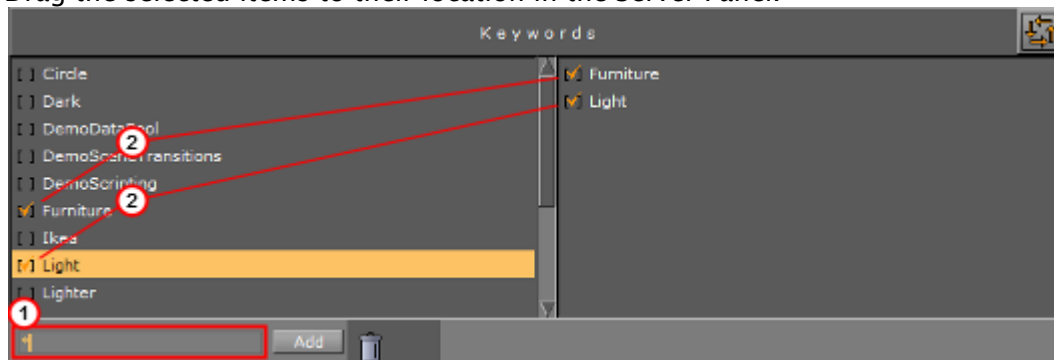 Drag the selected items to their location in the Server Panel.
Keywords
[ ] Circle
[ ] Dark
[ ] DemoDataPool
2
[ ] DemoSceneTransitions
[ ] DemoScripting
2
Furniture
[ ] Ikea
Light
[ ] Lighter
1
*
Add
Furniture
Light